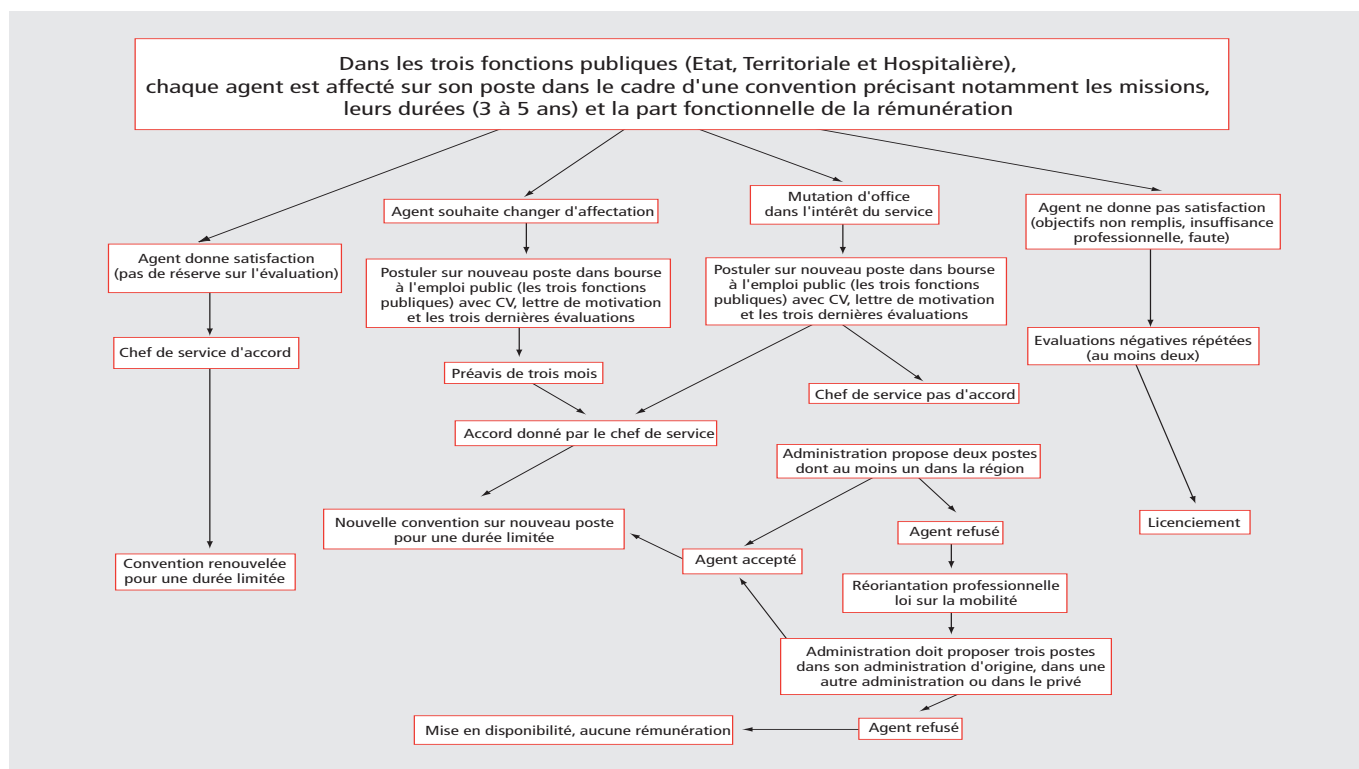 Dans les trois fonctions publiques (Etat, Territoriale et Hospitalière),
chaque agent est affecté sur son poste dans le cadre d'une convention précisant notamment les missions,
leurs durées (3 à 5 ans) et la part fonctionnelle de la rémunération
Agent donne satisfaction
(pas de réserve sur l'évaluation)
Chef de service d'accord
Convention renouvelée
pour une durée limitée
Agent souhaite changer d'affectation
Postuler sur nouveau poste dans bourse
à l'emploi public (les trois fonctions
publiques) avec CV, lettre de motivation
et les trois dernières évaluations
Préavis de trois mois
Accord donné par le chef de service
Nouvelle convention sur nouveau poste
pour une durée limitée
Mutation d'office
dans l'intérêt du service
Postuler sur nouveau poste dans bourse
à l'emploi public (les trois fonctions
publiques) avec CV, lettre de motivation
et les trois dernières évaluations
Chef de service pas d'accord
Administration propose deux postes
dont au moins un dans la région
Agent accepté
Agent refusé
Réoriantation professionnelle
loi sur la mobilité
Administration doit proposer trois postes
dans son administration d'origine, dans une
autre administration ou dans le privé
Agent refusé
Mise en disponibilité, aucune rémunération
Agent ne donne pas satisfaction
(objectifs non remplis, insuffisance
professionnelle, faute)
Evaluations négatives répétées
(au moins deux)
Licenciement